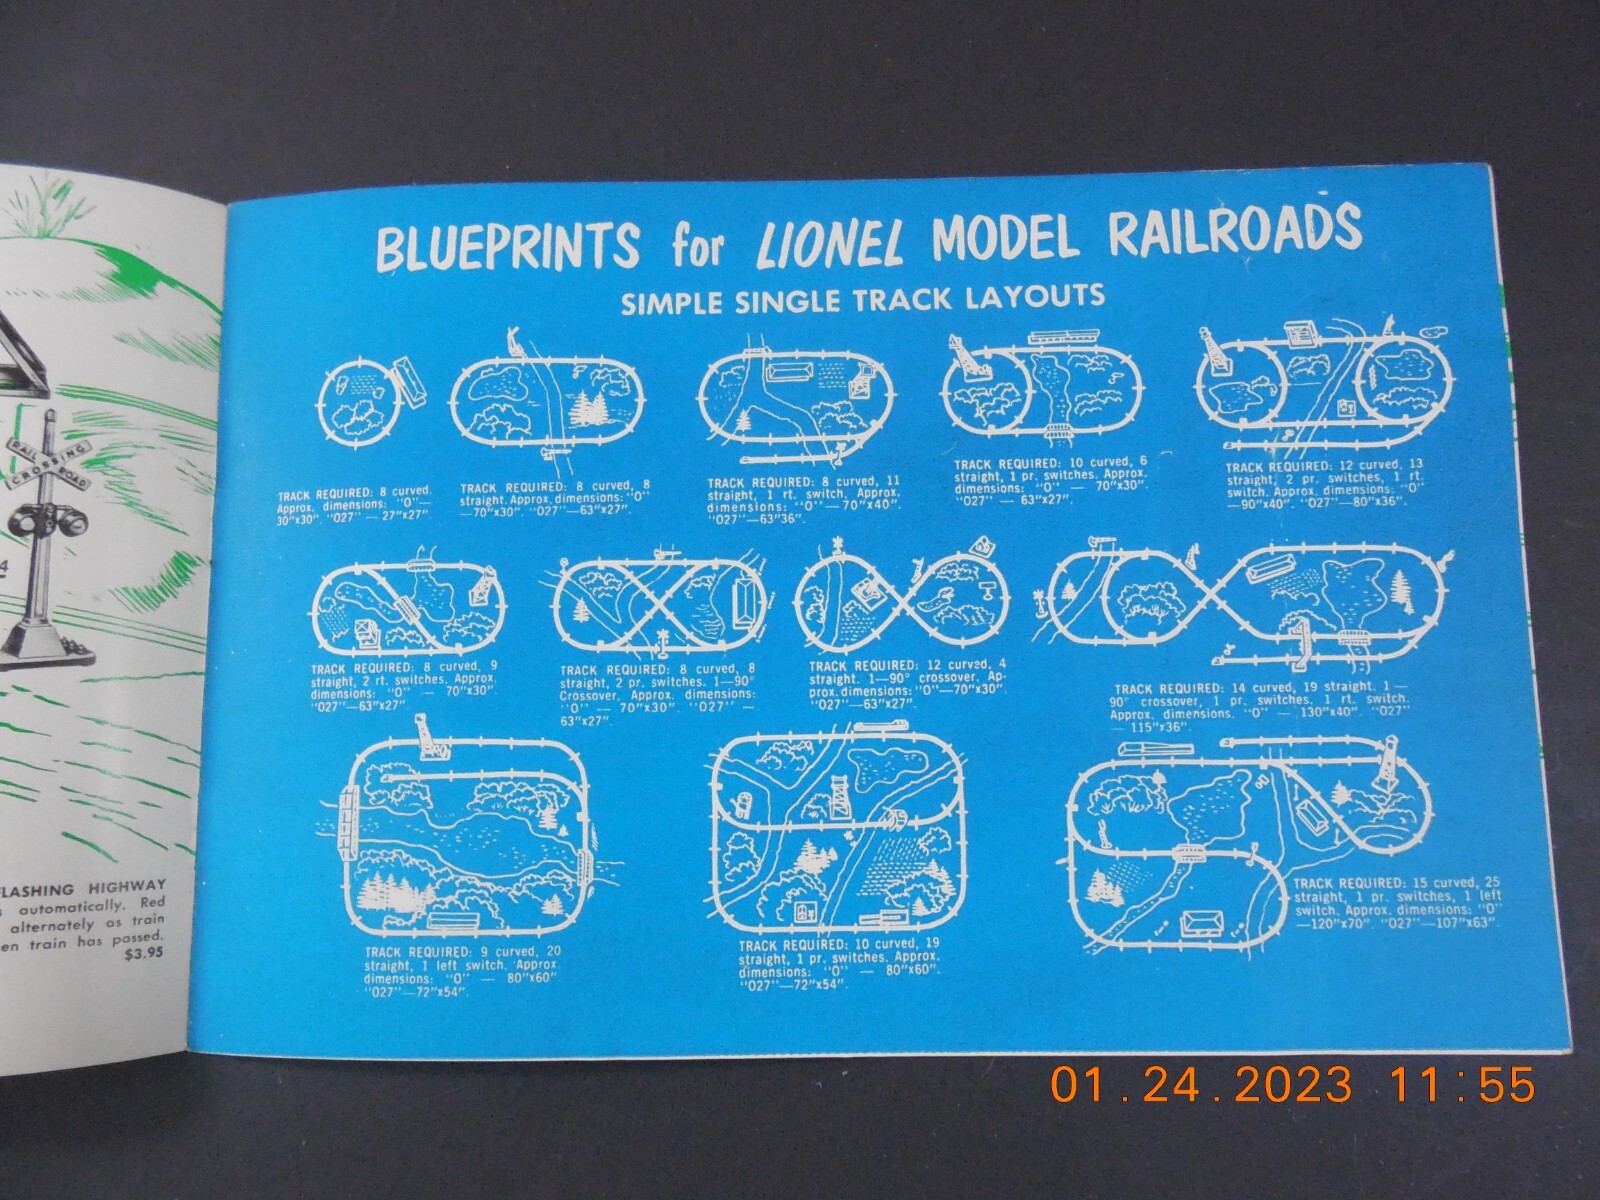 RAIL ROAD
CROSSING
4
FLASHING HIGHWAY
s automatically. Red
alternately as train
en train has passed.
$3.95
BLUEPRINTS for LIONEL MODEL RAILROADS
SIMPLE SINGLE TRACK LAYOUTS
TRACK REQUIRED: 8 curved.
Approx. dimensions: "O"—
30"x30". "027" — 27"x27".
TRACK REQUIRED: 8 curved, 8
straight. Approx. dimensions: "O"
—70"x30". "027"—63"x27".
TRACK REQUIRED: 8 curved, 11
straight, 1 rt. switch, Approx.
dimensions: "O"—70"x40".
"027"—63"36".
TRACK REQUIRED: 10 curved, 6
straight, 1 pr. switches. Approx.
dimensions: "O" — 70"x30".
"027" — 63"x27".
TRACK REQUIRED: 12 curved, 13
straight, 2 pr. switches, 1 rt.
switch. Approx. dimensions: "O"
—90"x40". "027"—80"x36".
TRACK REQUIRED: 8 curved, 9
straight, 2 rt. switches. Approx.
dimensions: "O" — 70"x30".
"027"—63"x27".
TRACK REQUIRED: 8 curved, 8
straight, 2 pr. switches. 1—90°
Crossover. Approx. dimensions:
"O" — 70"x30". "027" —
63"x27".
TRACK REQUIRED: 12 curved, 4
straight. 1—90° crossover. Ap-
prox. dimensions: "O"—70"x30".
"027"—63"x27".
TRACK REQUIRED: 14 curved, 19 straight. 1 —
90° crossover, 1 pr. switches. 1 rt. switch.
Approx. dimensions. "O" — 130"x40". "027"
— 115"x36".
TRACK REQUIRED: 9 curved, 20
straight, 1 left switch. Approx.
dimensions: "O" — 80"x60"
"027"—72"x54".
TRACK REQUIRED: 10 curved, 19
straight, 1 pr. switches. Approx.
dimensions: "O" — 80"x60".
"027"—72"x54".
TRACK REQUIRED: 15 curved, 25
straight, 1 pr. switches, 1 left
switch. Approx. dimensions: "O"
—120"x70". "027"—107"x63".
01.24.2023 11:55